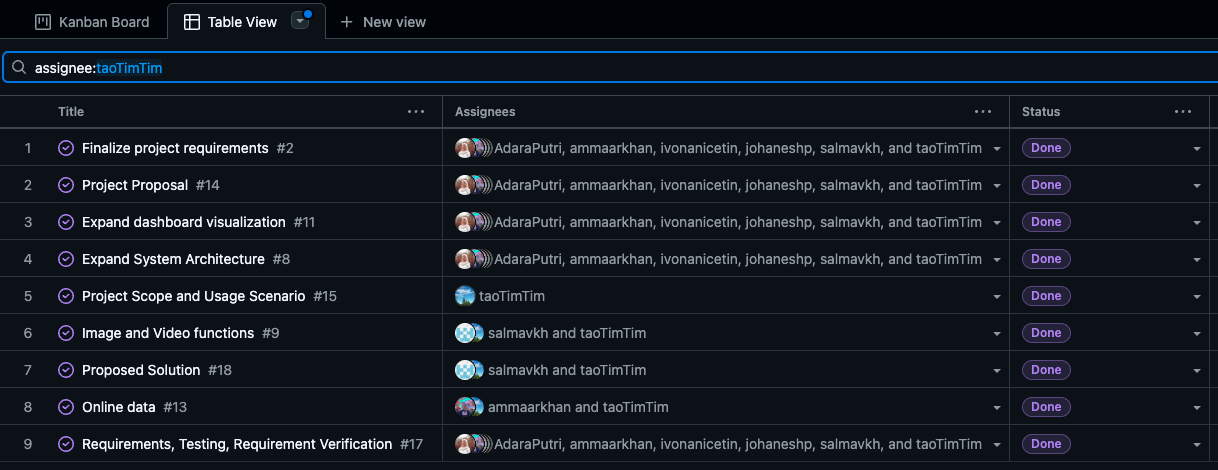 Kanban Board Table View New view
assignee:taoTimTim
Title ... Assignees ... Status ...
1 Finalize project requirements #2 AdaraPutri, ammaarkhan, ivonanicetin, johaneshp, salmavkh, and taoTimTim Done
2 Project Proposal #14 AdaraPutri, ammaarkhan, ivonanicetin, johaneshp, salmavkh, and taoTimTim Done
3 Expand dashboard visualization #11 AdaraPutri, ammaarkhan, ivonanicetin, johaneshp, salmavkh, and taoTimTim Done
4 Expand System Architecture #8 AdaraPutri, ammaarkhan, ivonanicetin, johaneshp, salmavkh, and taoTimTim Done
5 Project Scope and Usage Scenario #15 taoTimTim Done
6 Image and Video functions #9 salmavkh and taoTimTim Done
7 Proposed Solution #18 salmavkh and taoTimTim Done
8 Online data #13 ammaarkhan and taoTimTim Done
9 Requirements, Testing, Requirement Verification #17 AdaraPutri, ammaarkhan, ivonanicetin, johaneshp, salmavkh, and taoTimTim Done